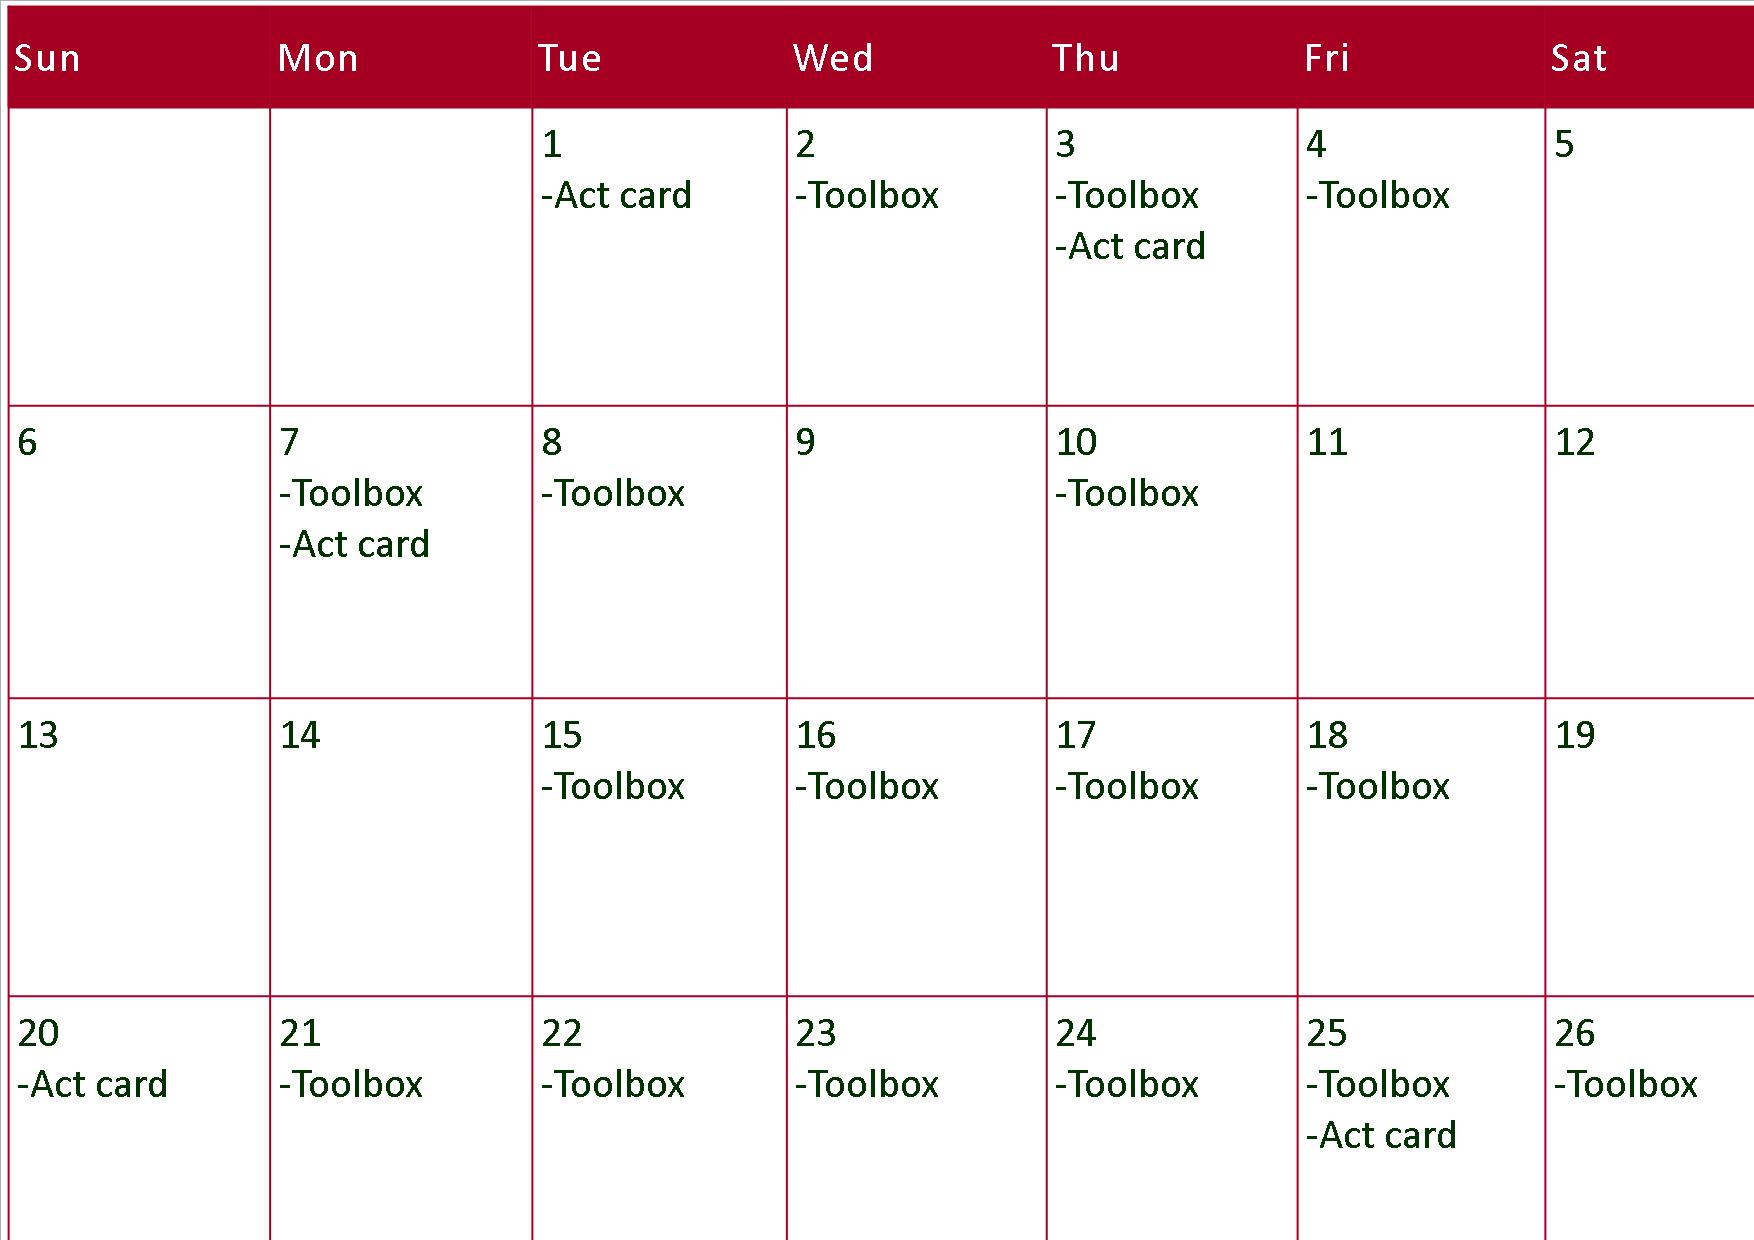 Sun Mon Tue Wed Thu Fri Sat
1 2 3 4 5
-Act card -Toolbox -Toolbox -Toolbox
-Act card
6 7 8 9 10 11 12
-Toolbox -Toolbox -Toolbox
-Act card
13 14 15 16 17 18 19
-Toolbox -Toolbox -Toolbox -Toolbox
20 21 22 23 24 25 26
-Act card -Toolbox -Toolbox -Toolbox -Toolbox -Toolbox -Toolbox
-Act card